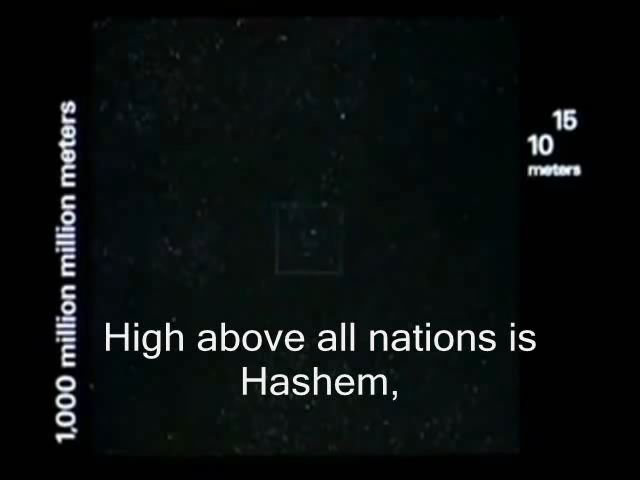 1,000 million million meters
15
10
meters
High above all nations is
Hashem,